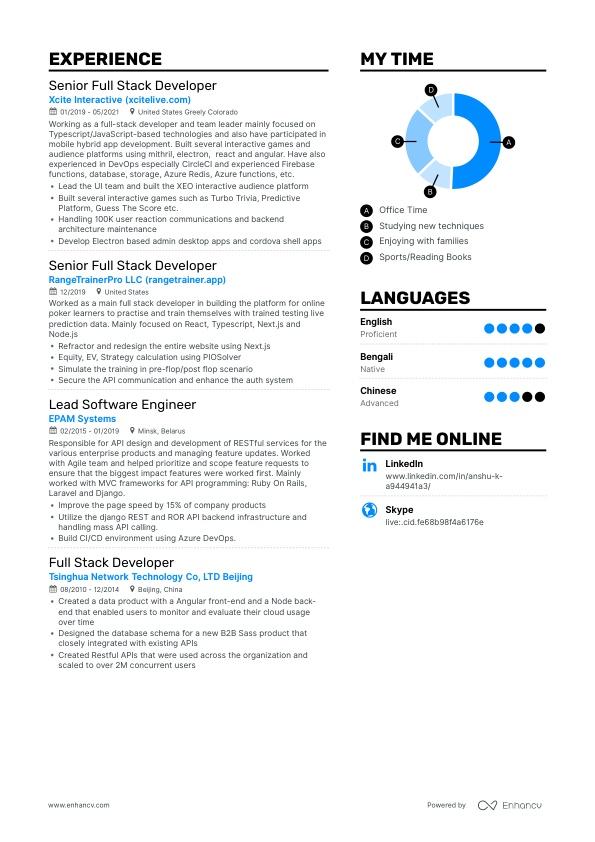 EXPERIENCE
Senior Full Stack Developer
Xcite Interactive (xcitelive.com)
01/2019 - 05/2021 United States Greely Colorado
Working as a full-stack developer and team leader mainly focused on
Typescript/JavaScript-based technologies and also have participated in
mobile hybrid app development. Built several interactive games and
audience platforms using mithril, electron, react and angular. Have also
experienced in DevOps especially CircleCI and experienced Firebase
functions, database, storage, Azure Redis, Azure functions, etc.
• Lead the UI team and built the XEO interactive audience platform
• Built several interactive games such as Turbo Trivia, Predictive
Platform, Guess The Score etc.
• Handling 100K user reaction communications and backend
architecture maintenance
• Develop Electron based admin desktop apps and cordova shell apps
Senior Full Stack Developer
RangeTrainerPro LLC (rangetrainer.app)
12/2019 United States
Worked as a main full stack developer in building the platform for online
poker learners to practise and train themselves with trained testing live
prediction data. Mainly focused on React, Typescript, Next.js and
Node.js
• Refractor and redesign the entire website using Next.js
• Equity, EV, Strategy calculation using PIOSolver
• Simulate the training in pre-flop/post flop scenario
• Secure the API communication and enhance the auth system
Lead Software Engineer
EPAM Systems
02/2015 - 01/2019 Minsk, Belarus
Responsible for API design and development of RESTful services for the
various enterprise products and managing feature updates. Worked
with Agile team and helped prioritize and scope feature requests to
ensure that the biggest impact features were worked first. Mainly
worked with MVC frameworks for API programming: Ruby On Rails,
Laravel and Django.
• Improve the page speed by 15% of company products
• Utilize the django REST and ROR API backend infrastructure and
handling mass API calling.
• Build CI/CD environment using Azure DevOps.
Full Stack Developer
Tsinghua Network Technology Co, LTD Beijing
08/2010 - 12/2014 Beijing, China
• Created a data product with a Angular front-end and a Node back-
end that enabled users to monitor and evaluate their cloud usage
over time
• Designed the database schema for a new B2B Sass product that
closely integrated with existing APIs
• Created Restful APIs that were used across the organization and
scaled to over 2M concurrent users
MY TIME
D
C
A
B
A Office Time
B Studying new techniques
C Enjoying with families
D Sports/Reading Books
LANGUAGES
English
Proficient
Bengali
Native
Chinese
Advanced
FIND ME ONLINE
in LinkedIn
www.linkedin.com/in/anshu-k-
a944941a3/
Skype
live:.cid.fe68b98f4a6176e
www.enhancv.com
Powered by Enhancv